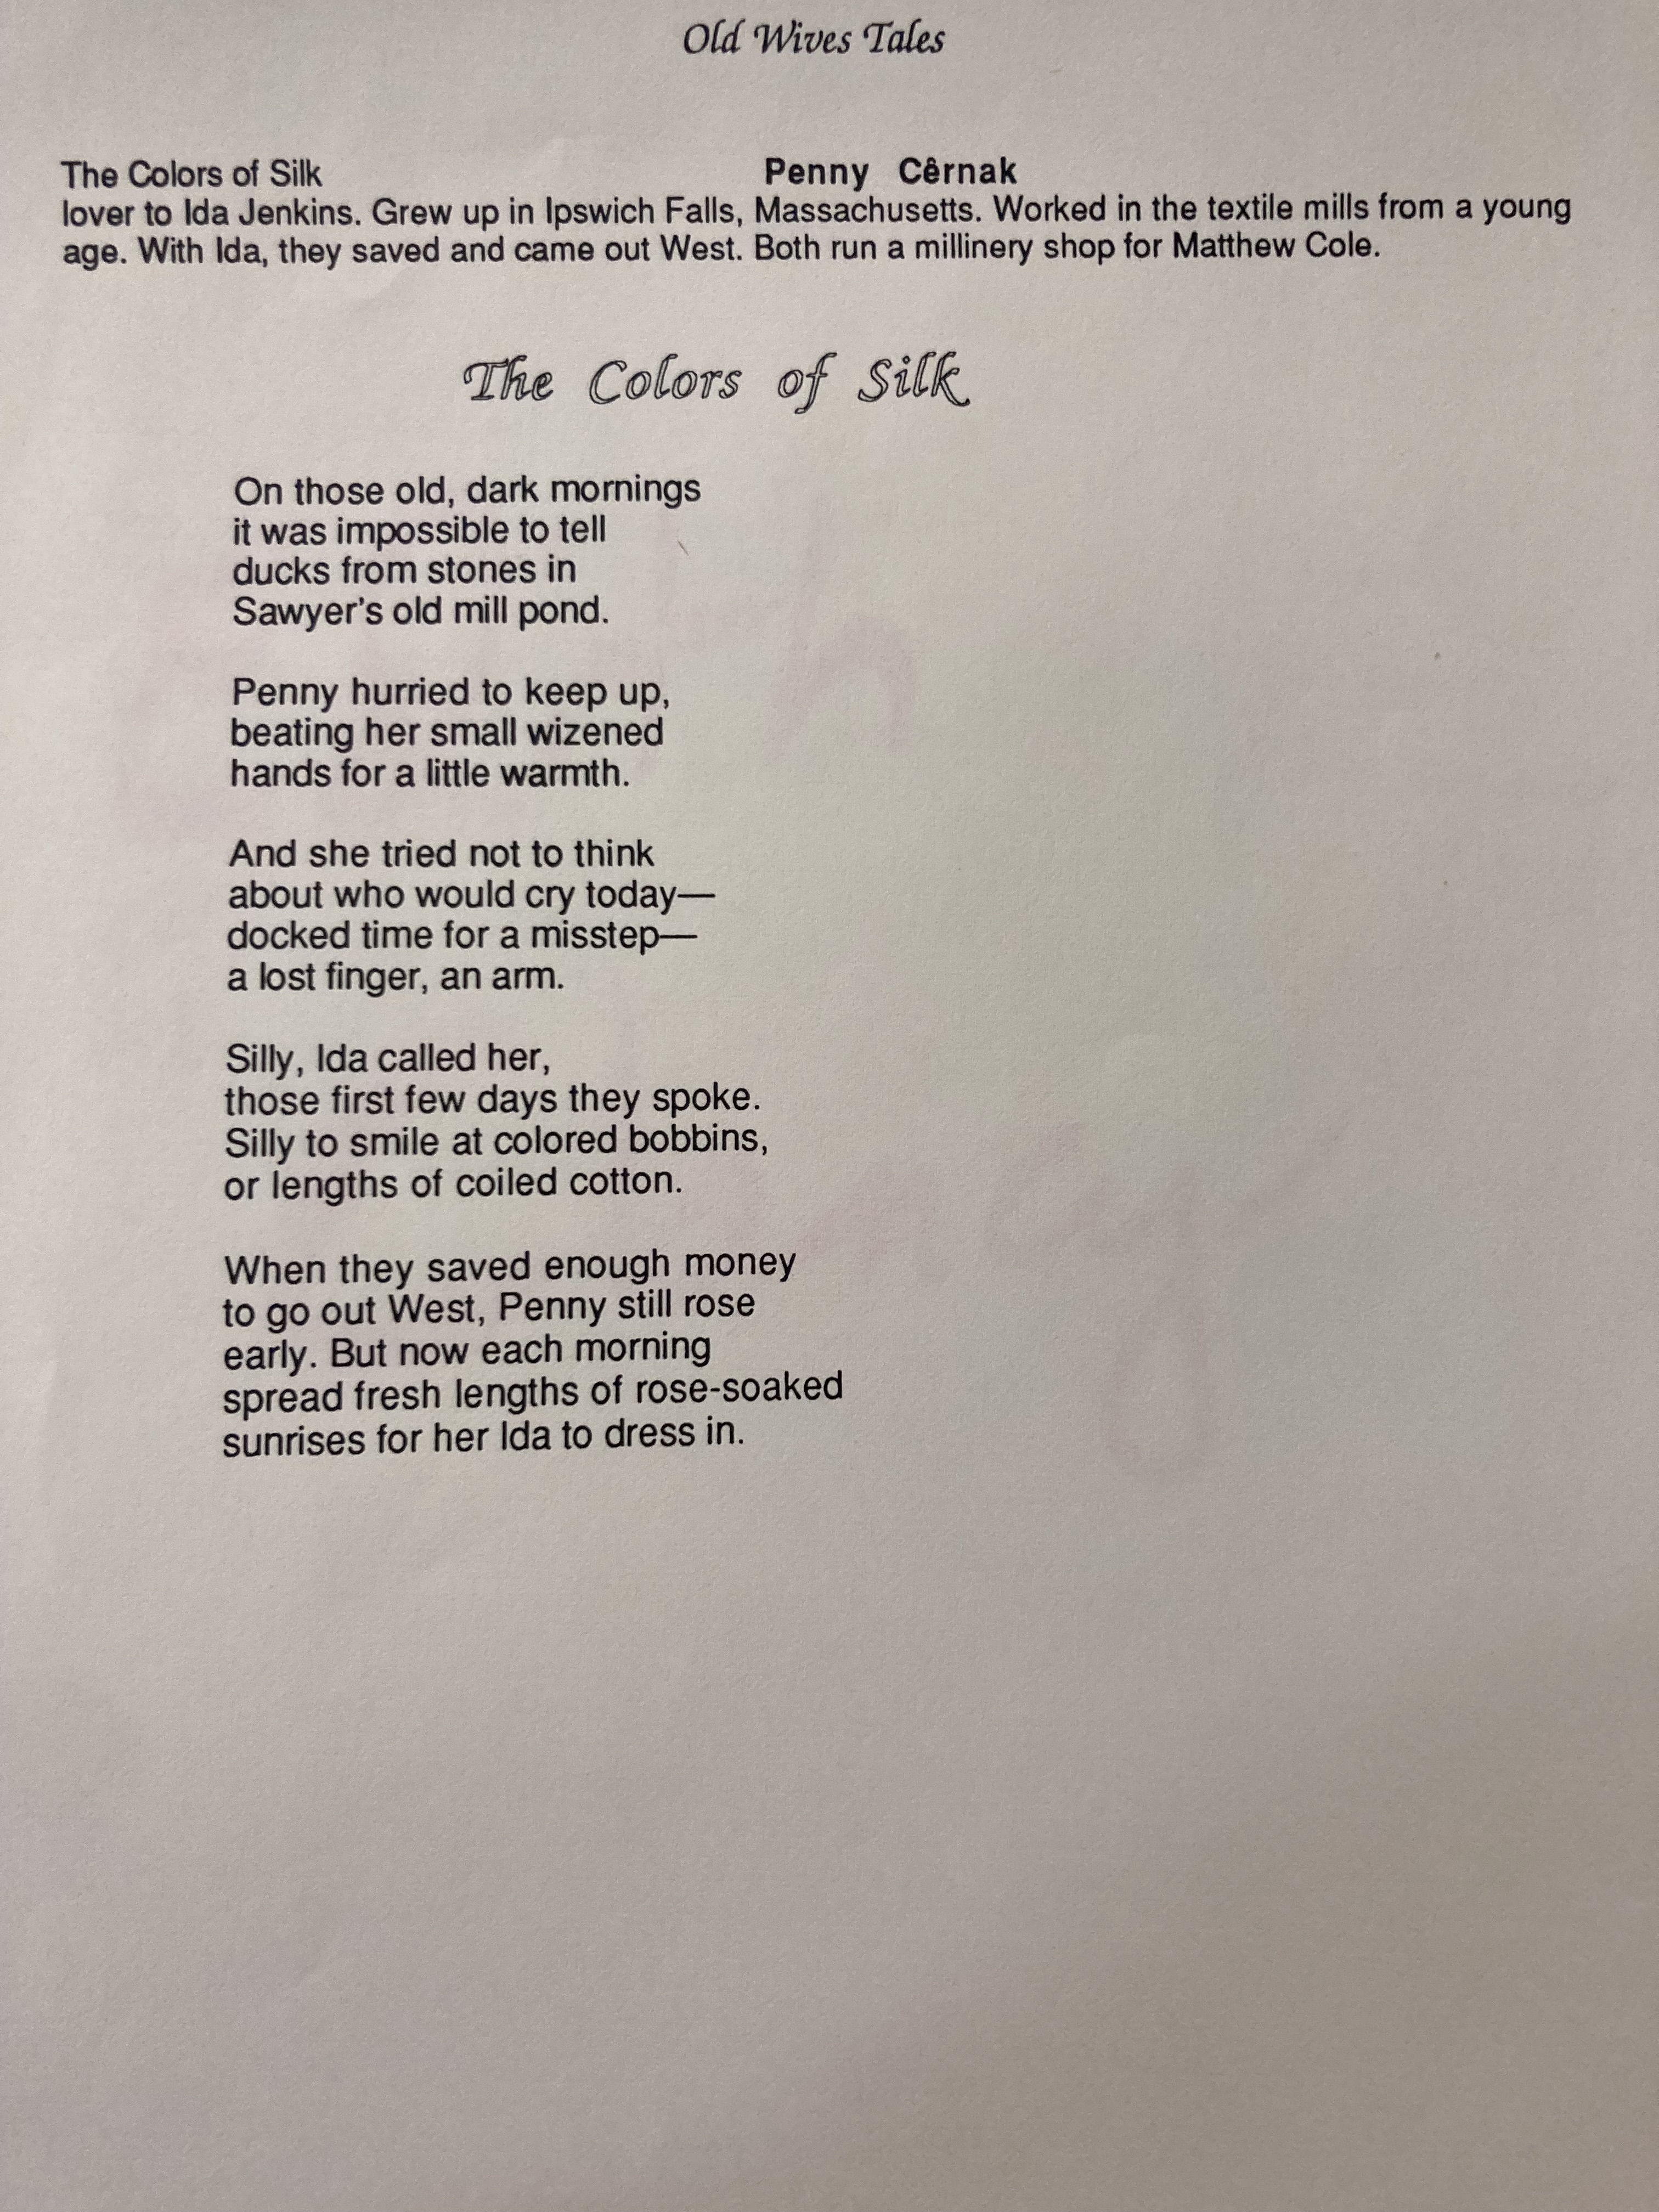 Old Wives Tales
The Colors of Silk Penny Cêrnak
lover to Ida Jenkins. Grew up in Ipswich Falls, Massachusetts. Worked in the textile mills from a young
age. With Ida, they saved and came out West. Both run a millinery shop for Matthew Cole.
The Colors of Silk
On those old, dark mornings
it was impossible to tell
ducks from stones in
Sawyer's old mill pond.
Penny hurried to keep up,
beating her small wizened
hands for a little warmth.
And she tried not to think
about who would cry today—
docked time for a misstep—
a lost finger, an arm.
Silly, Ida called her,
those first few days they spoke.
Silly to smile at colored bobbins,
or lengths of coiled cotton.
When they saved enough money
to go out West, Penny still rose
early. But now each morning
spread fresh lengths of rose-soaked
sunrises for her Ida to dress in.